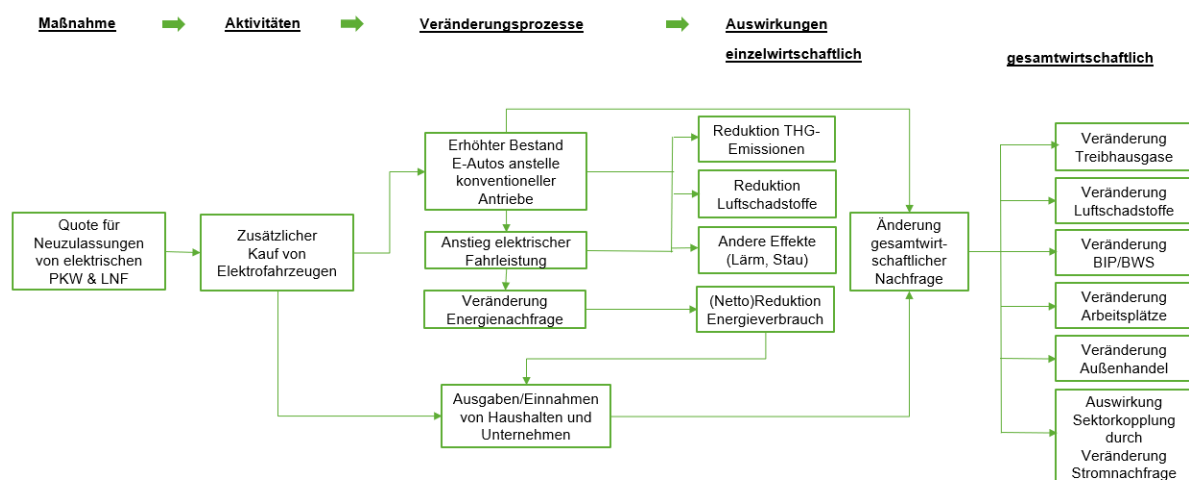 Maßnahme
Aktivitäten
Veränderungsprozesse
Auswirkungen
einzelwirtschaftlich
gesamtwirtschaftlich
Quote für
Neuzulassungen
von elektrischen
PKW & LNF
Zusätzlicher
Kauf von
Elektrofahrzeugen
Erhöhter Bestand
E-Autos anstelle
konventioneller
Antriebe
Anstieg elektrischer
Fahrleistung
Veränderung
Energienachfrage
Ausgaben/Einnahmen
von Haushalten und
Unternehmen
Reduktion THG-
Emissionen
Reduktion
Luftschadstoffe
Andere Effekte
(Lärm, Stau)
(Netto)Reduktion
Energieverbrauch
Änderung
gesamtwirt-
schaftlicher
Nachfrage
Veränderung
Treibhausgase
Veränderung
Luftschadstoffe
Veränderung
BIP/BWS
Veränderung
Arbeitsplätze
Veränderung
Außenhandel
Auswirkung
Sektorkopplung
durch
Veränderung
Stromnachfrage